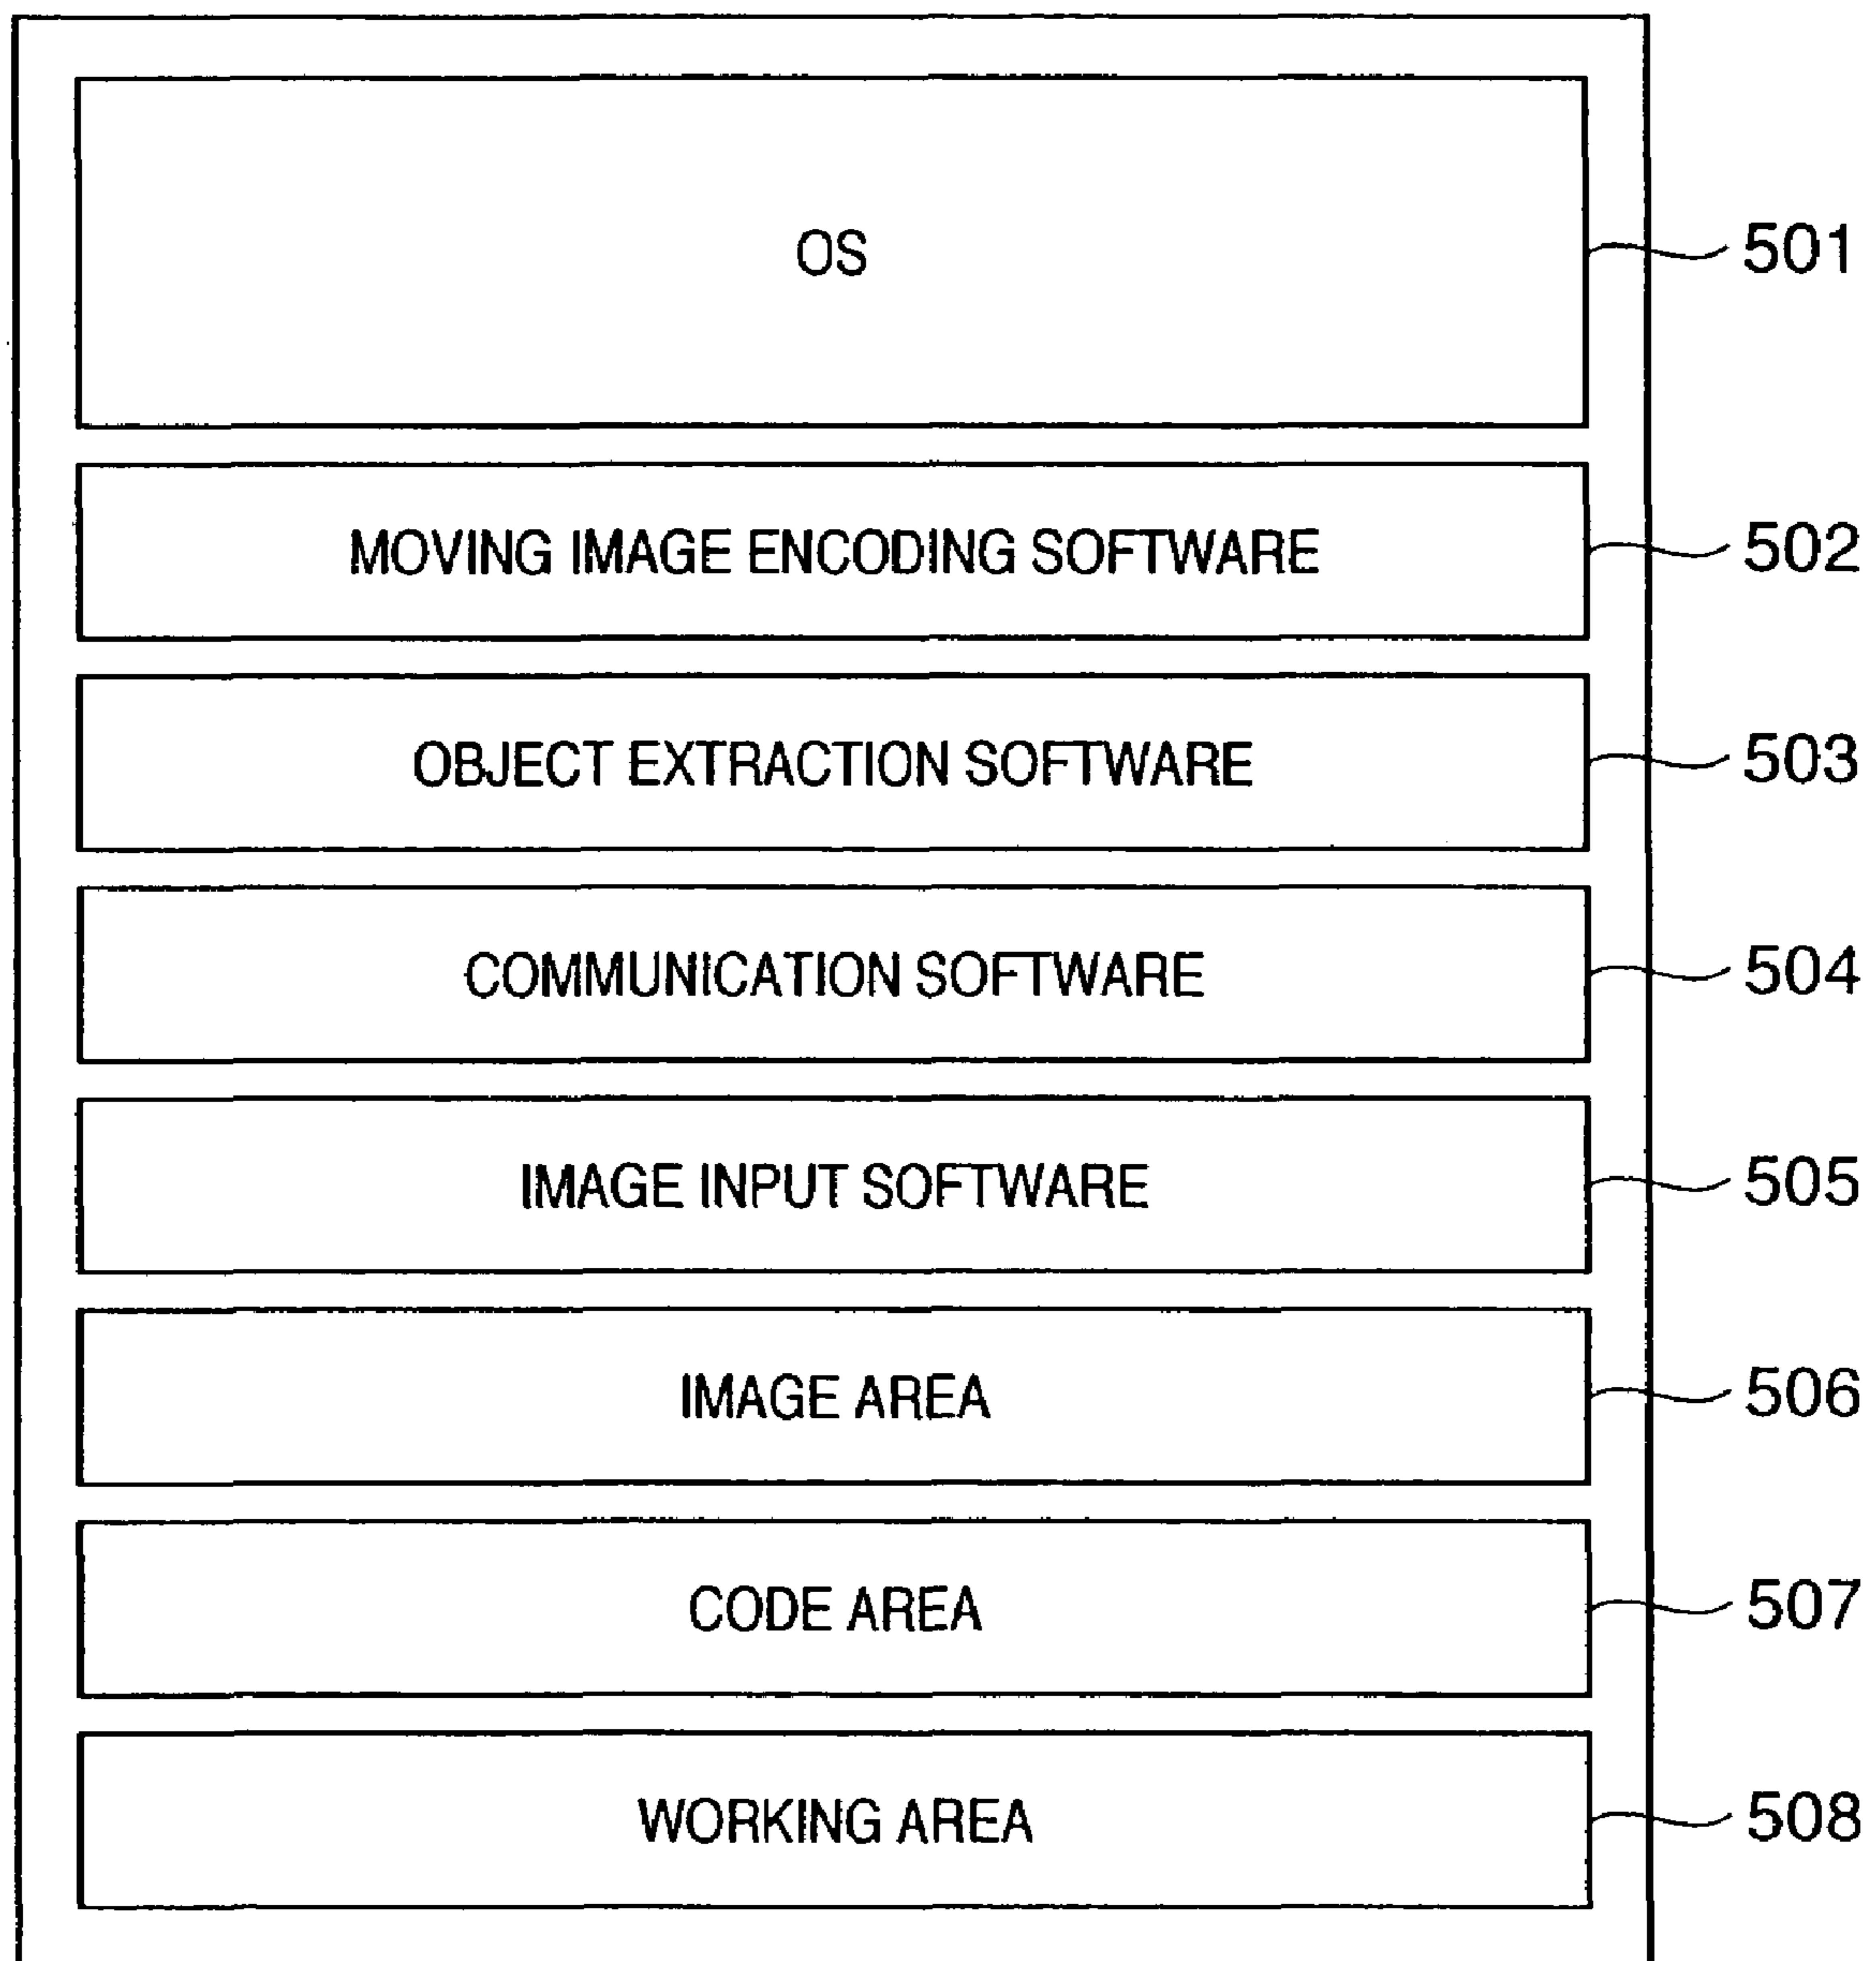 OS
501
MOVING IMAGE ENCODING SOFTWARE
502
OBJECT EXTRACTION SOFTWARE
503
COMMUNICATION SOFTWARE
504
IMAGE INPUT SOFTWARE
505
IMAGE AREA
506
CODE AREA
507
WORKING AREA
508